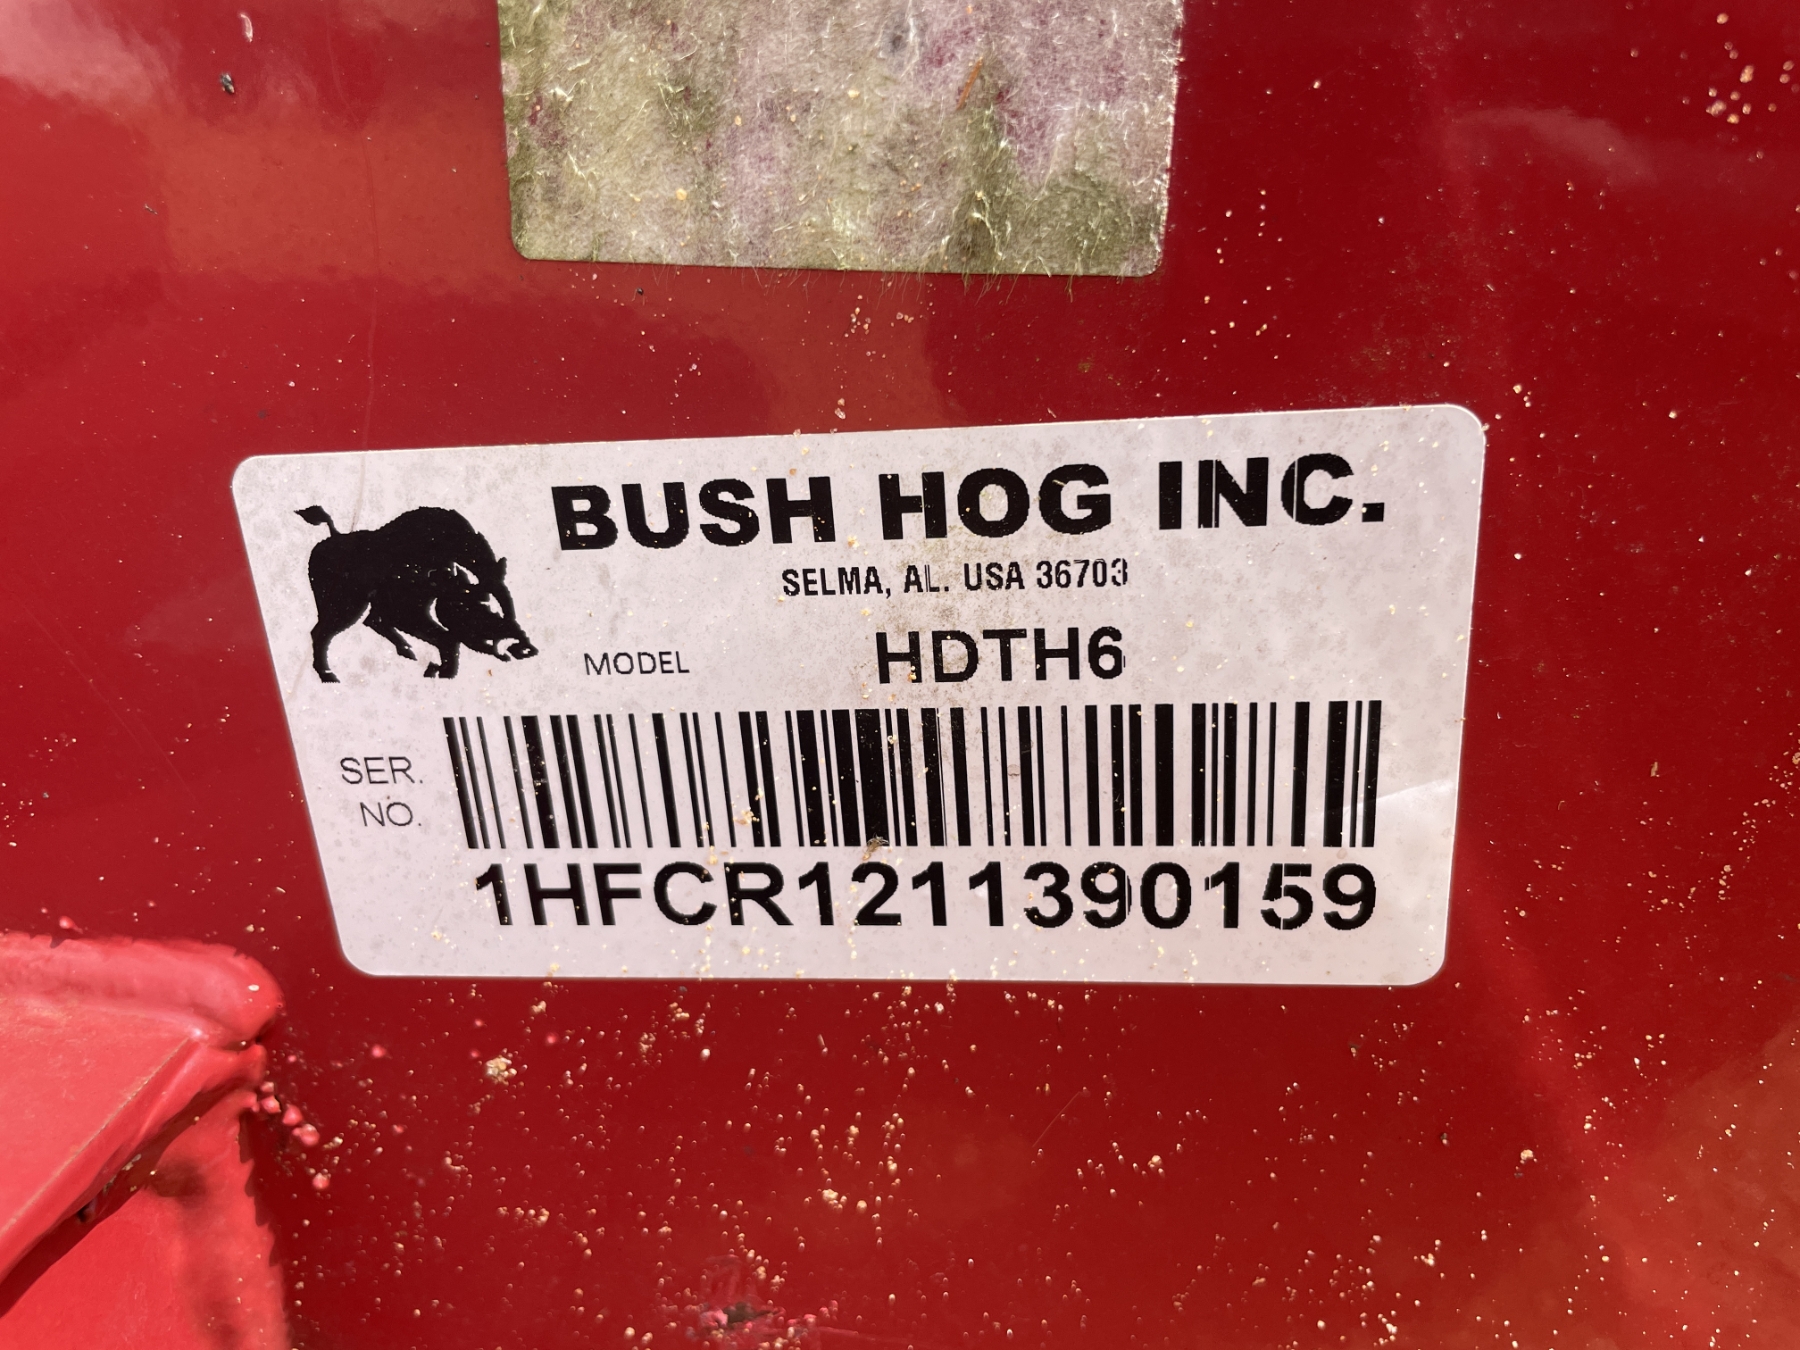 BUSH HOG INC.
SELMA, AL. USA 36703
MODEL HDTH6
SER.
NO.
1HFCR1211390159